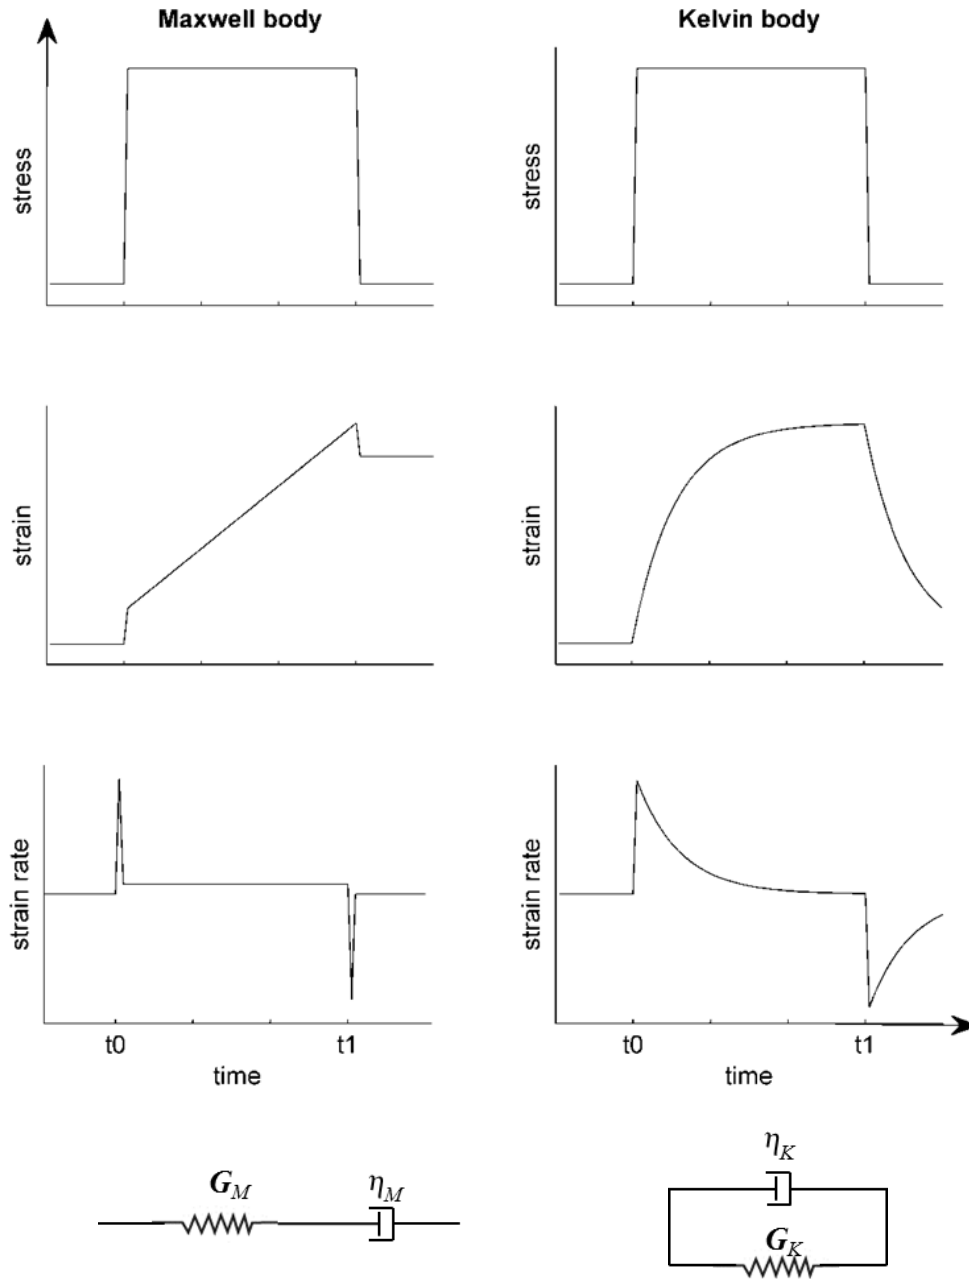 Maxwell body
Kelvin body
stress
stress
strain
strain
strain rate
strain rate
t0 t1
time
t0 t1
time
G_M η_M
η_K
G_K